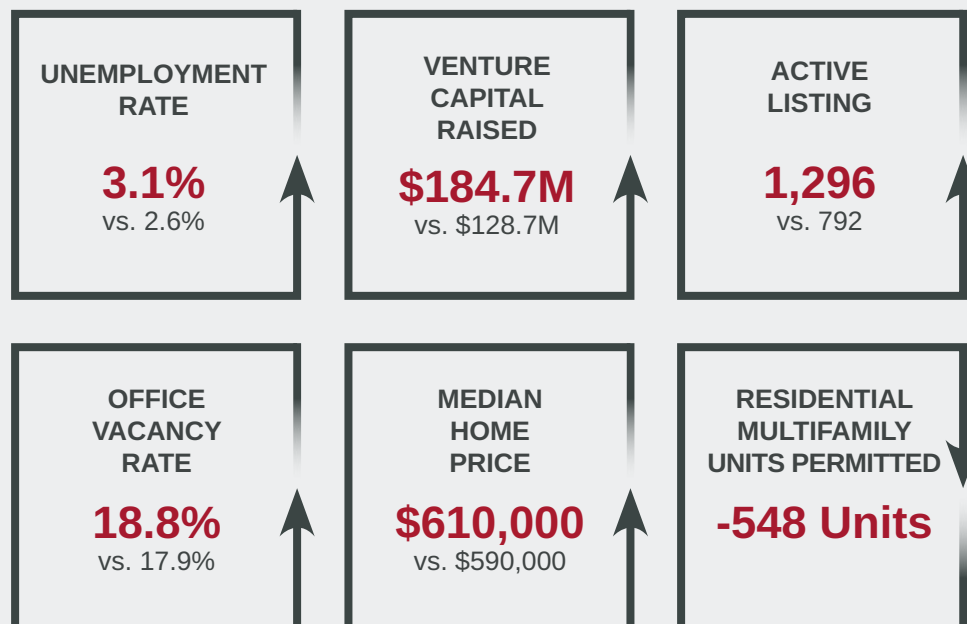 UNEMPLOYMENT
RATE
3.1%
vs. 2.6%
VENTURE
CAPITAL
RAISED
$184.7M
vs. $128.7M
ACTIVE
LISTING
1,296
vs. 792
OFFICE
VACANCY
RATE
18.8%
vs. 17.9%
MEDIAN
HOME
PRICE
$610,000
vs. $590,000
RESIDENTIAL
MULTIFAMILY
UNITS PERMITTED
-548 Units